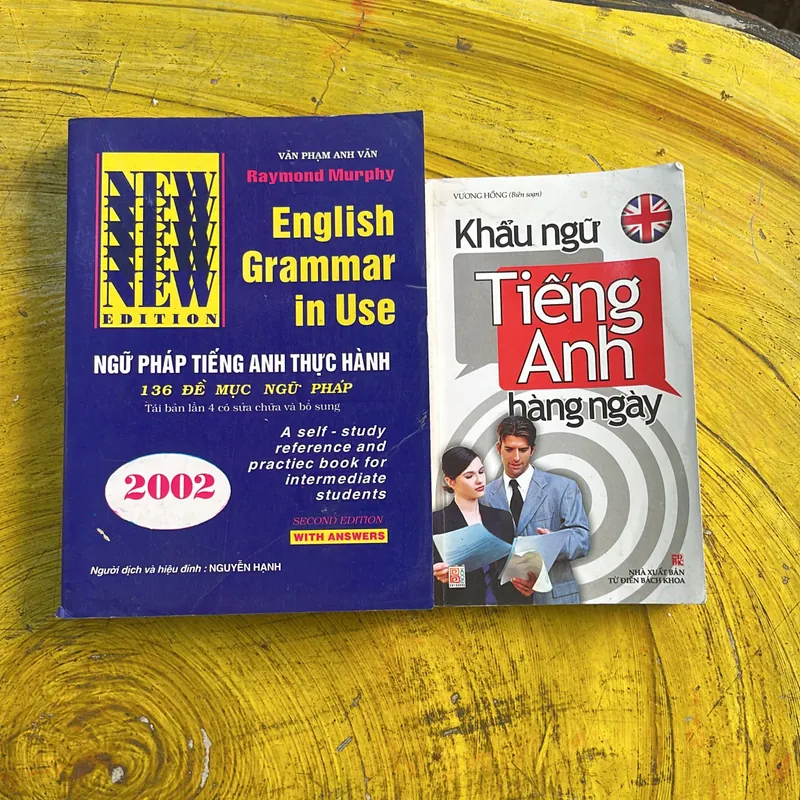 VĂN PHẠM ANH VĂN
Raymond Murphy
NEW
NEW
NEW
NEW
NEW
EDITION
English
Grammar
in Use
NGỮ PHÁP TIẾNG ANH THỰC HÀNH
136 ĐỀ MỤC NGỮ PHÁP
Tái bản lần 4 có sửa chữa và bổ sung
A self - study
reference and
practiec book for
intermediate
students
2002
SECOND EDITION
WITH ANSWERS
Người dịch và hiệu đính : NGUYỄN HẠNH
VƯƠNG HỒNG (Biên soạn)
Khẩu ngữ
Tiếng
Anh
hàng ngày
NHÀ XUẤT BẢN
TỪ ĐIỂN BÁCH KHOA